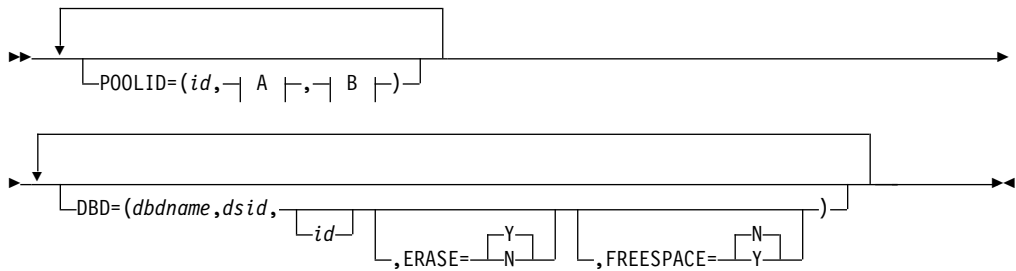 POOLID=(id, A , B )
DBD=(dbdname,dsid, )
id Y N
,ERASE= N ,FREESPACE= Y